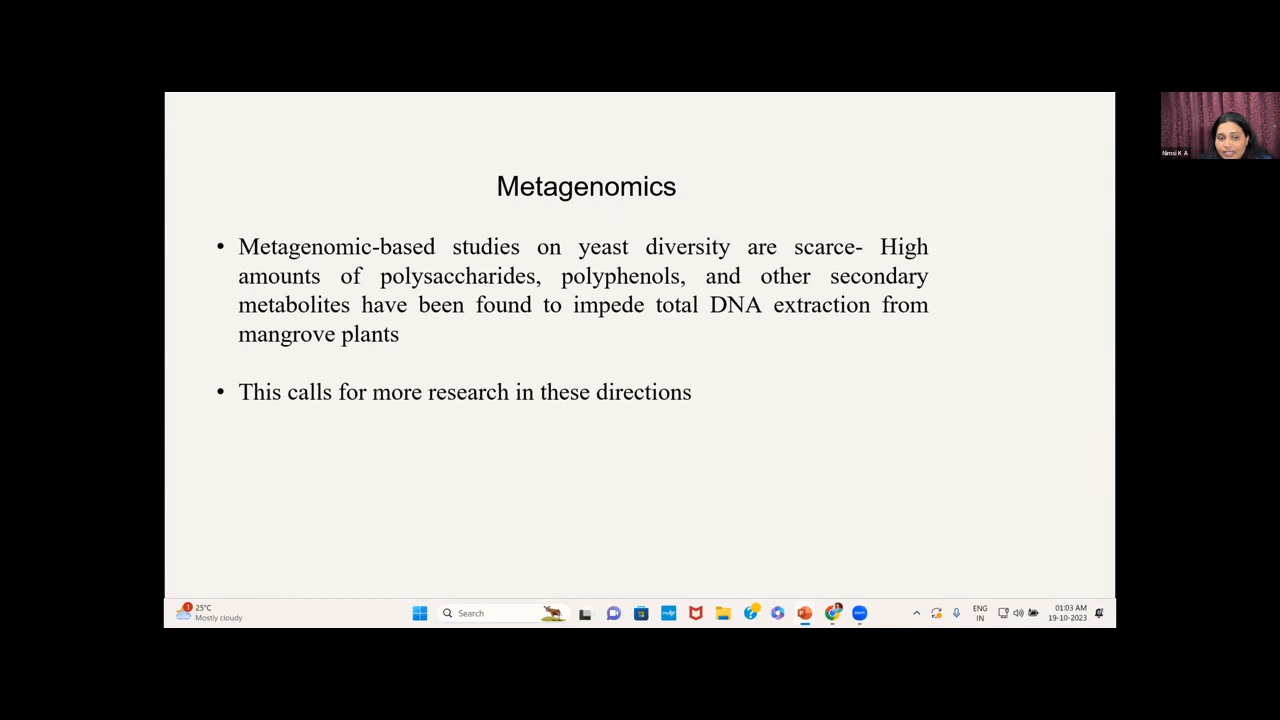 Metagenomics
• Metagenomic-based studies on yeast diversity are scarce- High
amounts of polysaccharides, polyphenols, and other secondary
metabolites have been found to impede total DNA extraction from
mangrove plants
• This calls for more research in these directions
Nimsi K A
1
25°C
Mostly cloudy
Search
ENG
IN
01:03 AM
19-10-2023